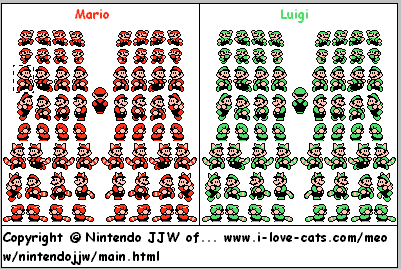 Mario Luigi
Copyright @ Nintendo JJW of... www.i-love-cats.com/meo
w/nintendojjw/main.html